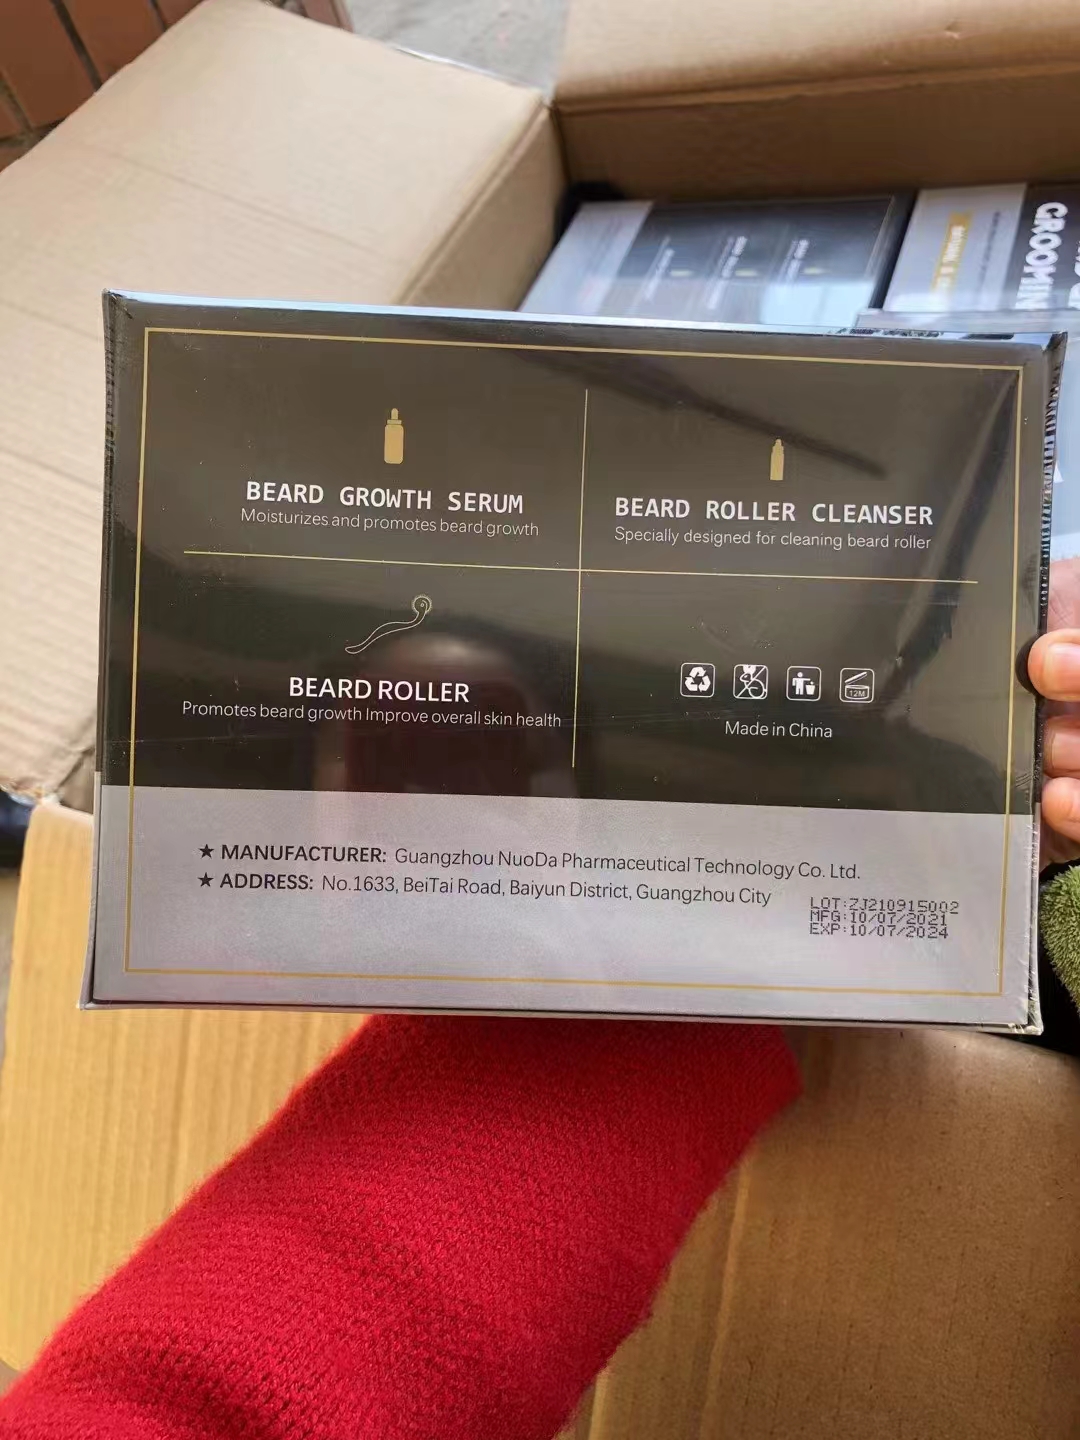 GROOMIN
BEARD GROWTH SERUM
Moisturizes and promotes beard growth
BEARD ROLLER CLEANSER
Specially designed for cleaning beard roller
BEARD ROLLER
Promotes beard growth Improve overall skin health
12M
Made in China
★ MANUFACTURER: Guangzhou NuoDa Pharmaceutical Technology Co. Ltd.
★ ADDRESS: No.1633, BeiTai Road, Baiyun District, Guangzhou City
LOT:ZJ210915002
MFG:10/07/2021
EXP:10/07/2024